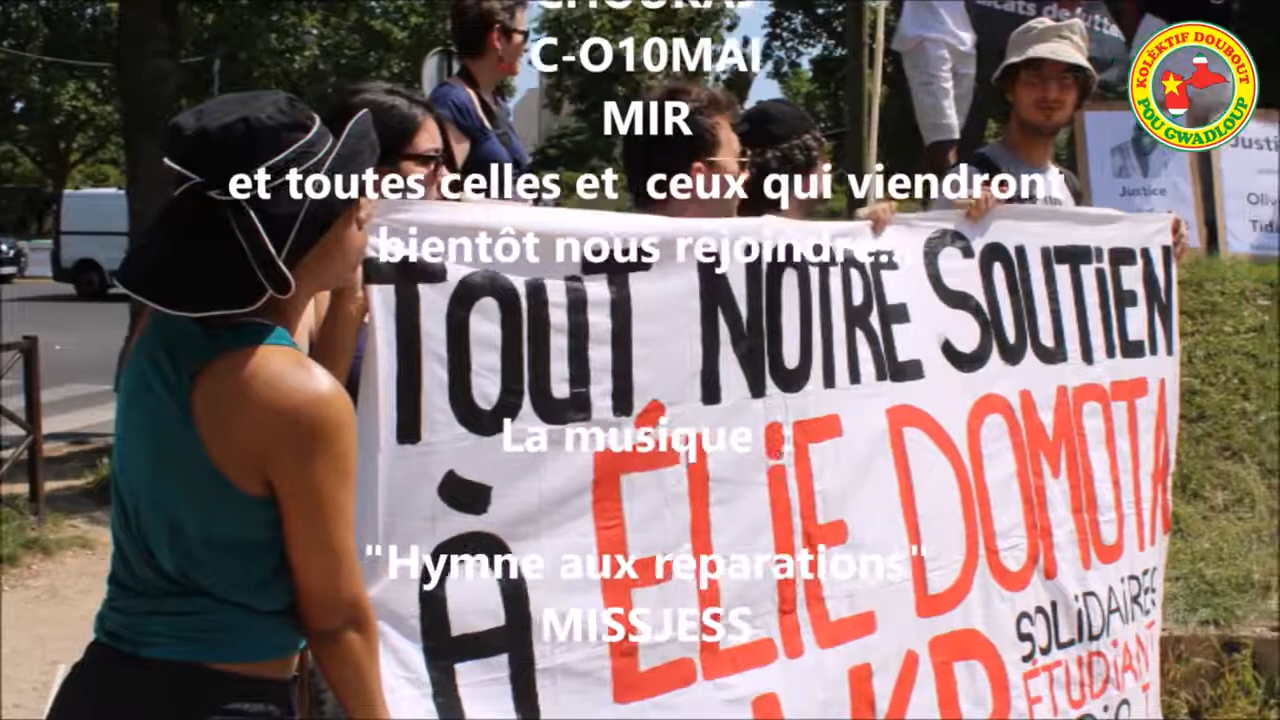 C-O10MAI
MIR
et toutes celles et ceux qui viendront
bientôt nous rejoindre...
La musique :
"Hymne aux réparations"
MISSJESS
KOLÈKTIF DOUBOUT
POU GWADLOUP
Justice
TOUT NOTRE SOUTIEN
À ÉLIE DOMOTA
LKP
SOLIDAIRES
ÉTUDIANT